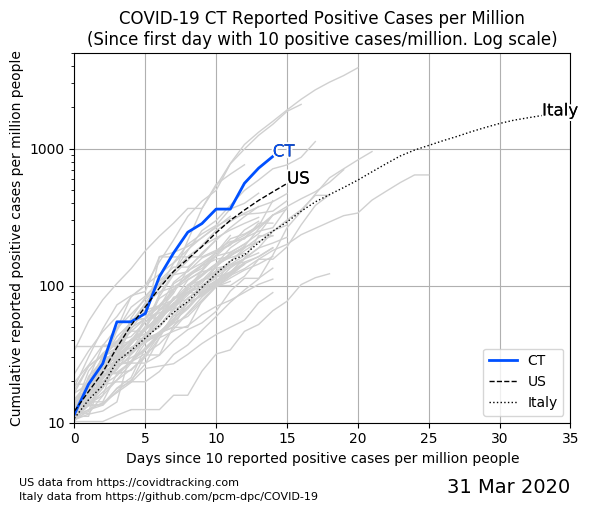 COVID-19 CT Reported Positive Cases per Million
(Since first day with 10 positive cases/million. Log scale)
Cumulative reported positive cases per million people
1000
100
10
Italy
CT
US
CT
US
Italy
0
5
10
15
20
25
30
35
Days since 10 reported positive cases per million people
US data from https://covidtracking.com
Italy data from https://github.com/pcm-dpc/COVID-19
31 Mar 2020